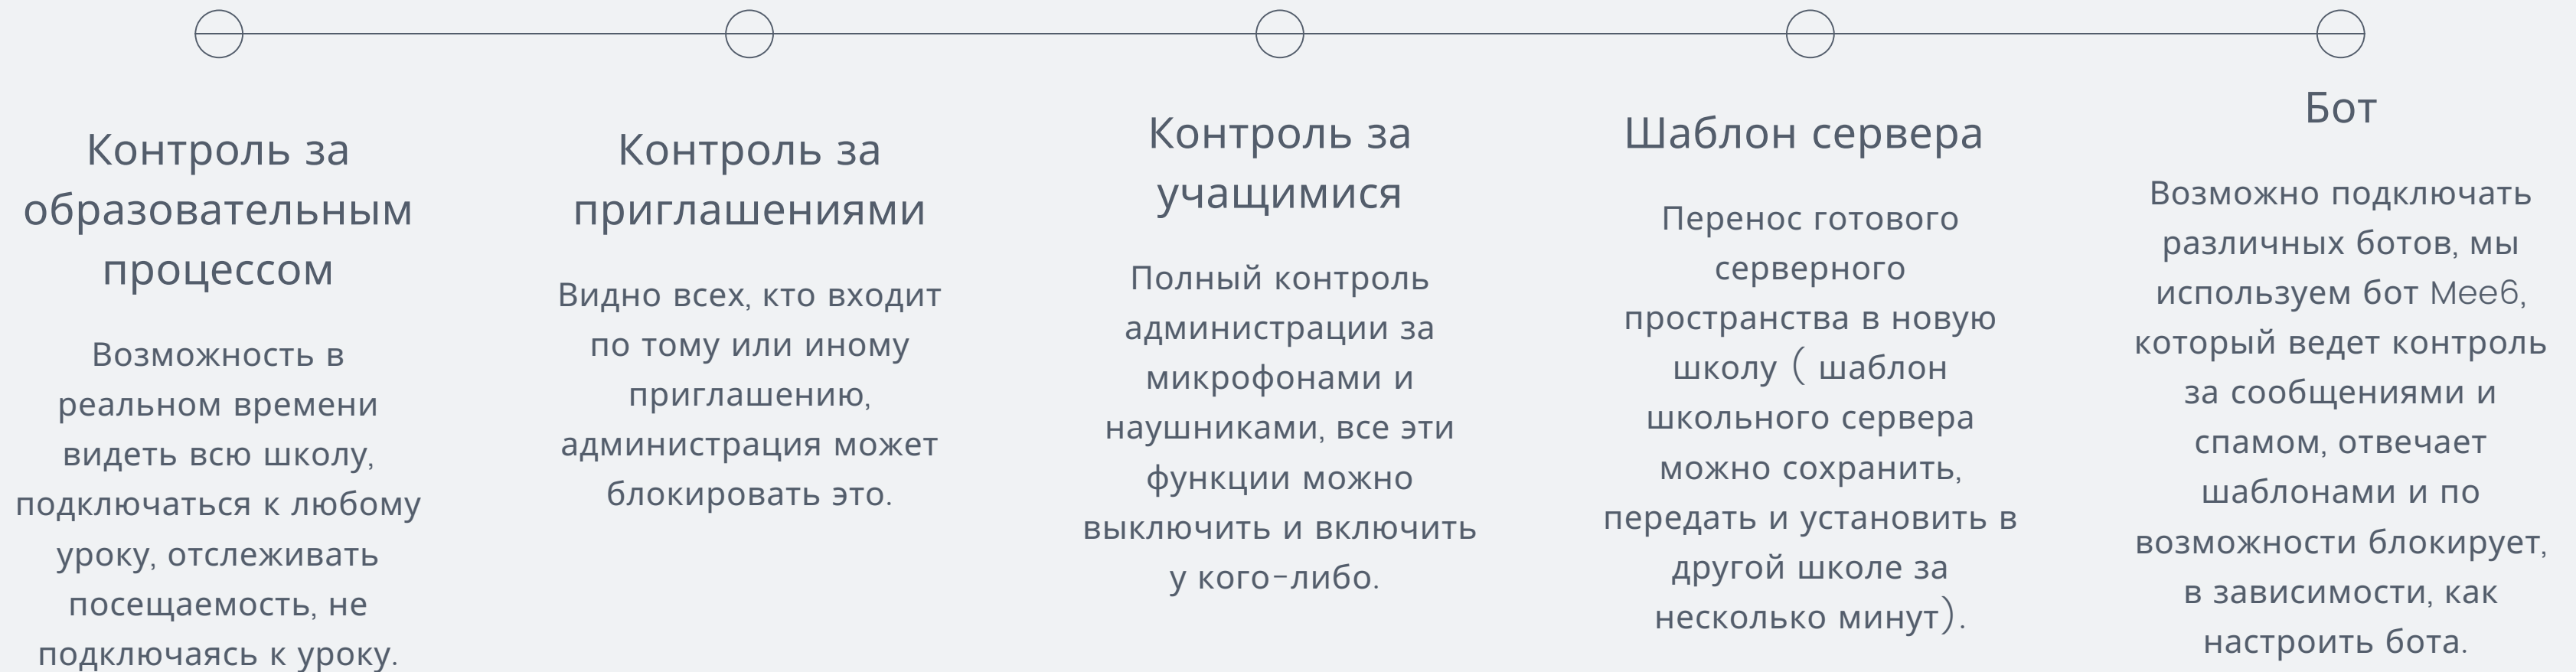 Контроль за
образовательным
процессом
Возможность в
реальном времени
видеть всю школу,
подключаться к любому
уроку, отслеживать
посещаемость, не
подключаясь к уроку.
Контроль за
приглашениями
Видно всех, кто входит
по тому или иному
приглашению,
администрация может
блокировать это.
Контроль за
учащимися
Полный контроль
администрации за
микрофонами и
наушниками, все эти
функции можно
выключить и включить
у кого-либо.
Шаблон сервера
Перенос готового
серверного
пространства в новую
школу ( шаблон
школьного сервера
можно сохранить,
передать и установить в
другой школе за
несколько минут).
Бот
Возможно подключать
различных ботов, мы
используем бот Mee6,
который ведет контроль
за сообщениями и
спамом, отвечает
шаблонами и по
возможности блокирует,
в зависимости, как
настроить бота.